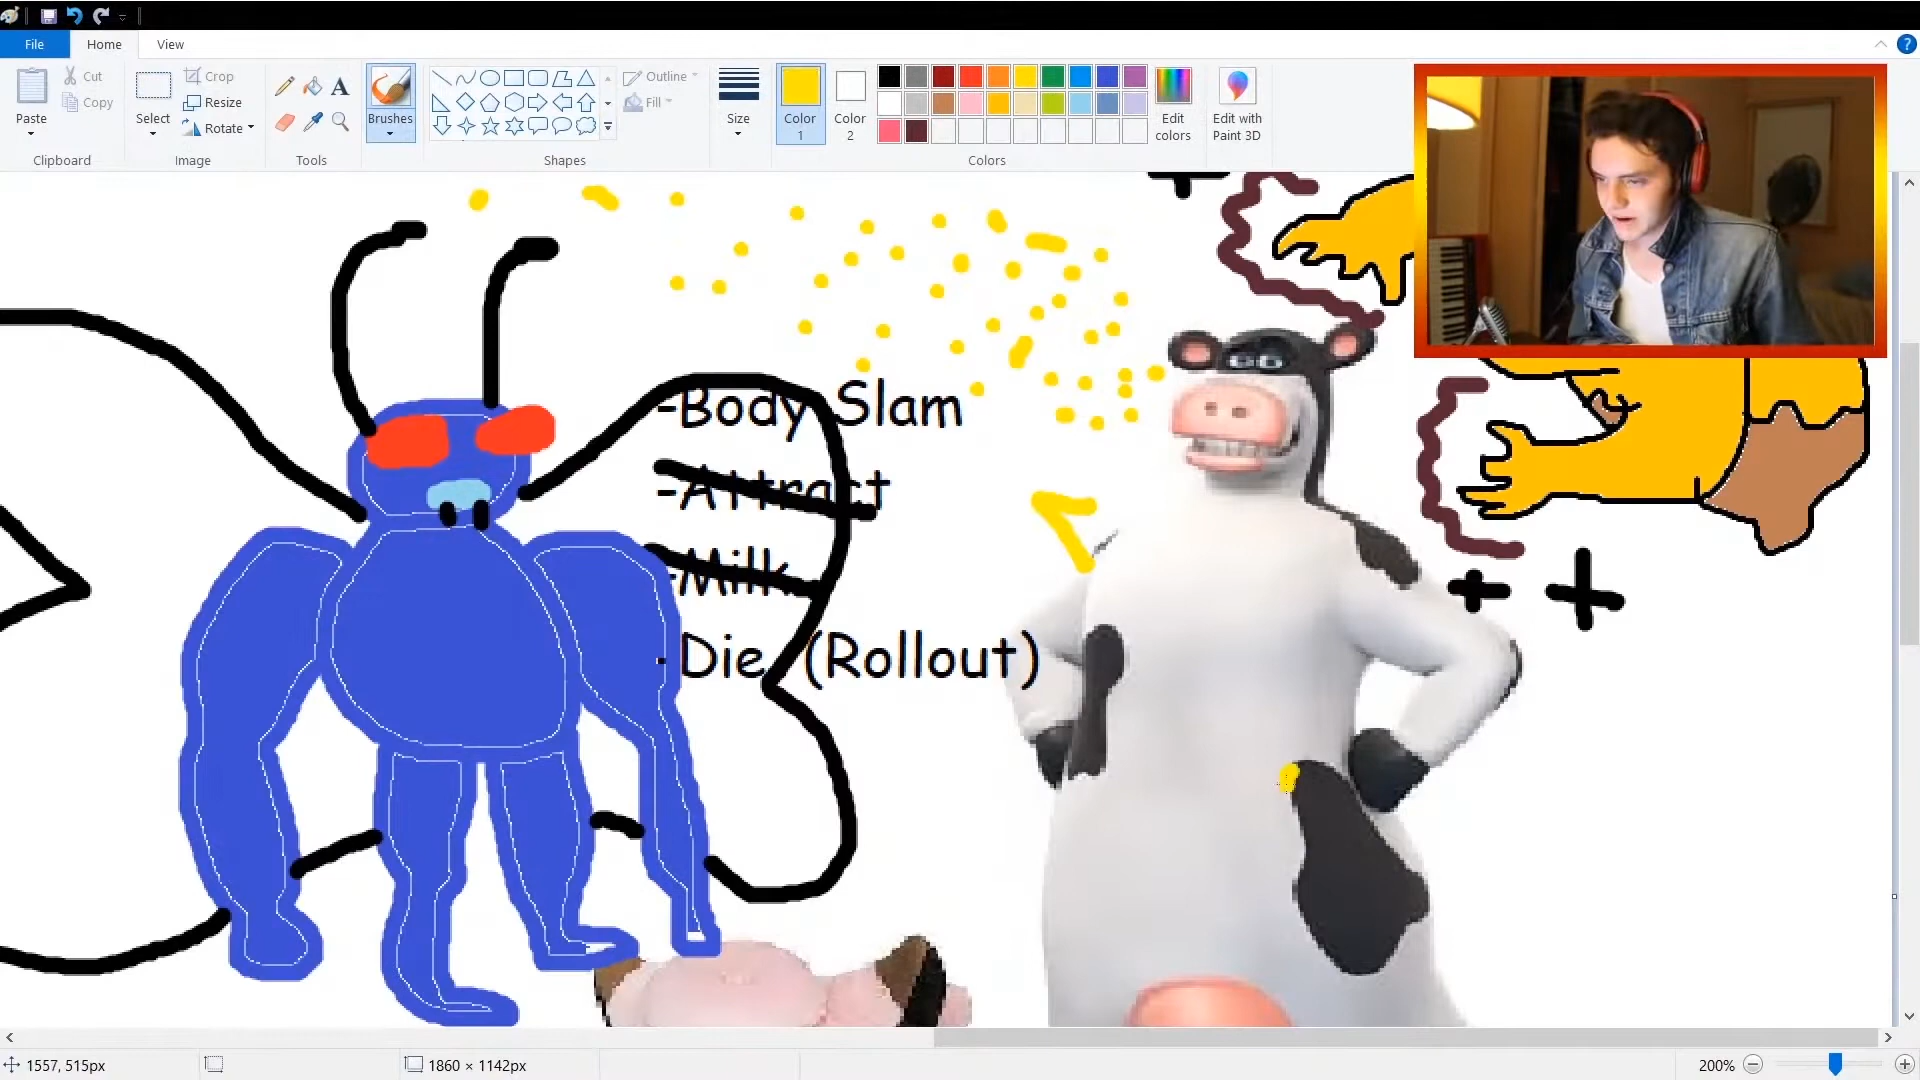 File Home View
Paste Cut Copy Clipboard
Select Crop Resize Rotate Image
A Tools
Brushes
Outline Fill Shapes
Size
Color 1 Color 2
Edit colors Colors
Edit with Paint 3D
?
-Body Slam
-Attract
-Milk
-Die (Rollout)
1557, 515px
1860 × 1142px
200%